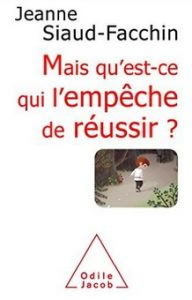 Jeanne
Siaud-Facchin
Mais qu'est-ce
qui l'empêche
de réussir ?
Odile
Jacob